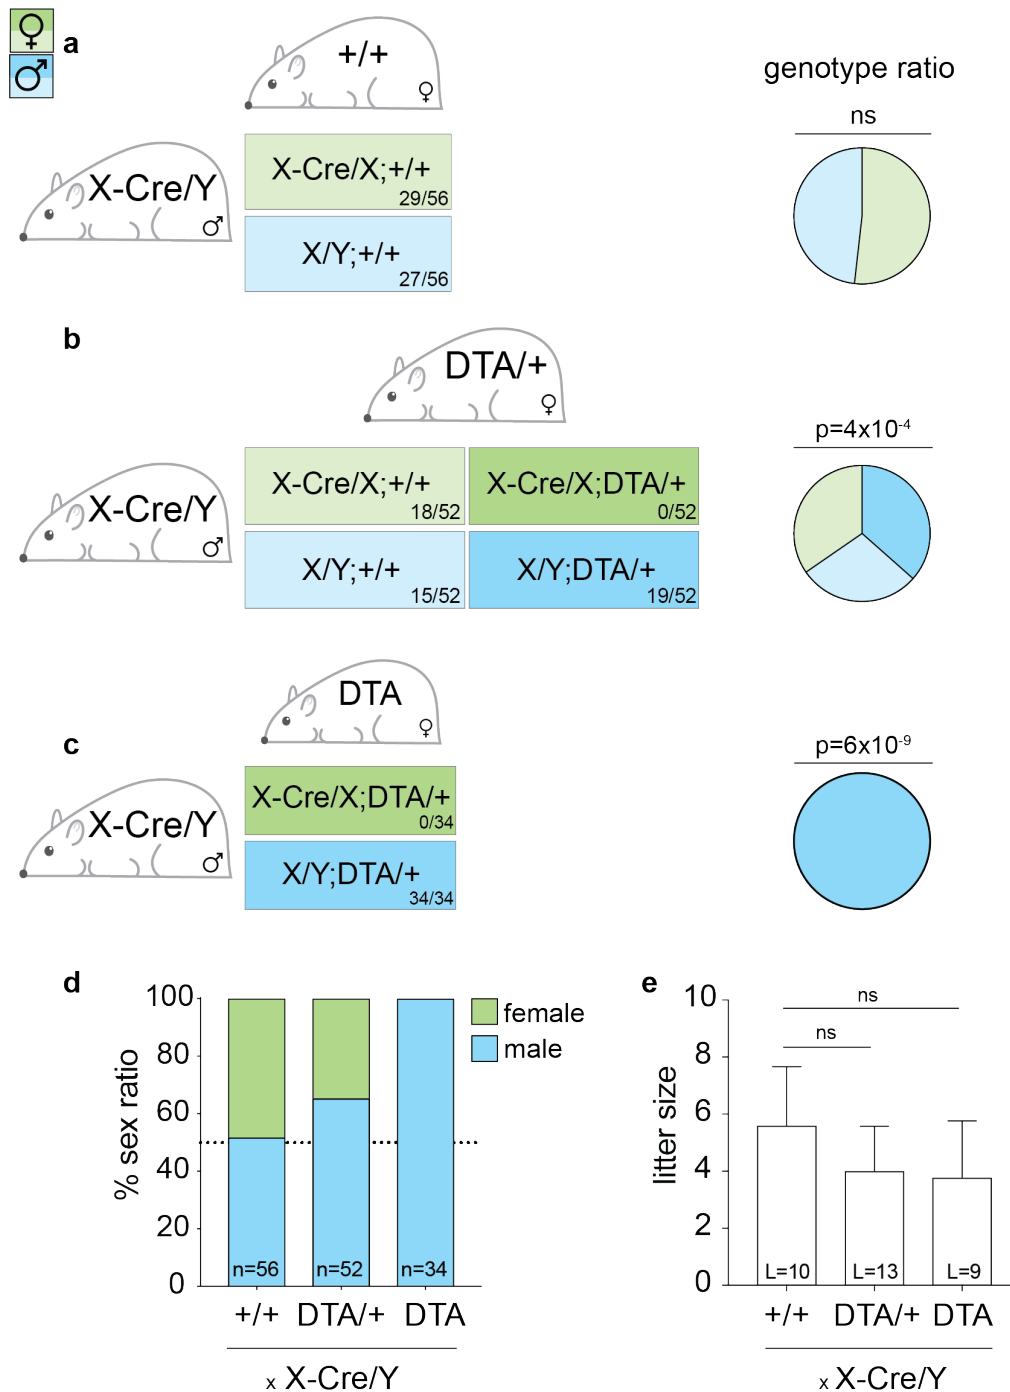 ♀
♂
a
+/+
♀
genotype ratio
ns
X-Cre/Y
♂
X-Cre/X;+/+
29/56
X/Y;+/+
27/56
b
DTA/+
♀
p=4x10-4
X-Cre/Y
♂
X-Cre/X;+/+
18/52
X-Cre/X;DTA/+
0/52
X/Y;+/+
15/52
X/Y;DTA/+
19/52
DTA
♀
c
p=6x10-9
X-Cre/Y
♂
X-Cre/X;DTA/+
0/34
X/Y;DTA/+
34/34
d
% sex ratio
100
80
60
40
20
0
n=56
n=52
n=34
+/+
DTA/+
DTA
x X-Cre/Y
female
male
e
litter size
10
8
6
4
2
0
ns
ns
L=10
L=13
L=9
+/+
DTA/+
DTA
x X-Cre/Y